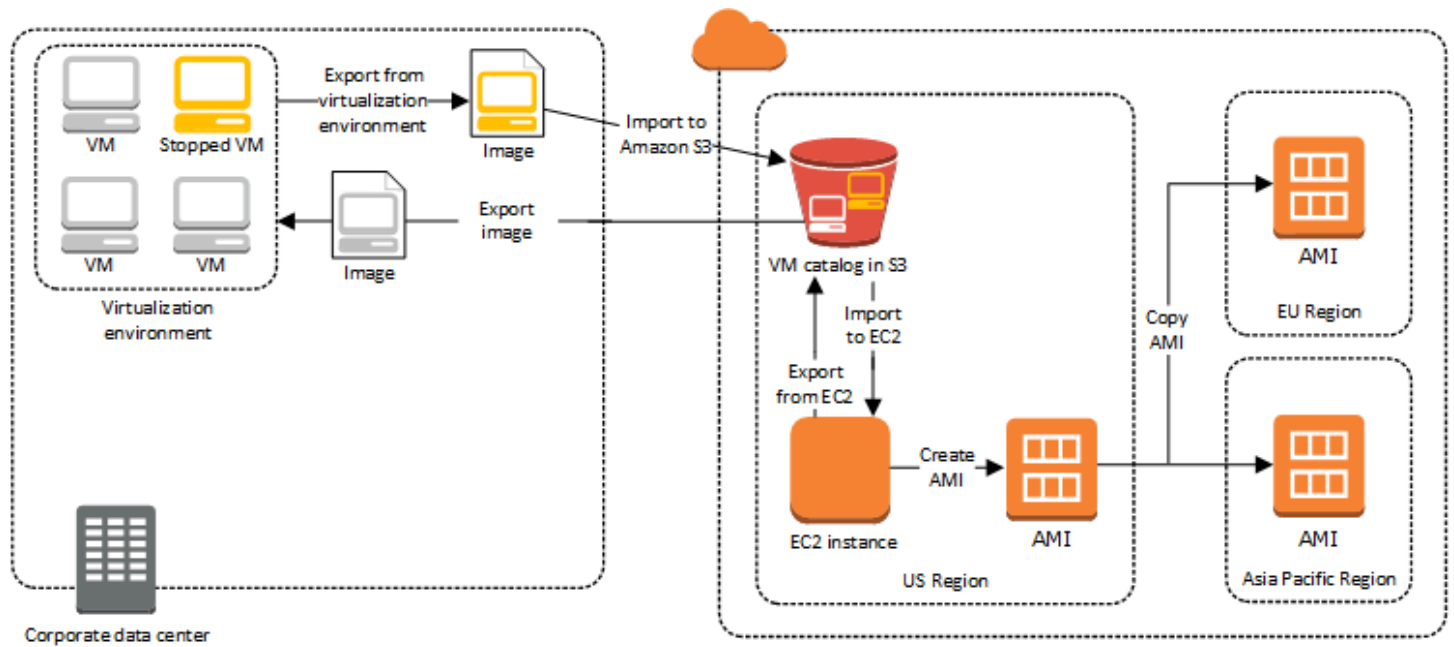 VM
Stopped VM
Export from
virtualization
environment
Image
Import to
Amazon S3
VM
VM
Image
Export
image
Virtualization
environment
Corporate data center
VM catalog in S3
Import
to EC2
Export
from EC2
EC2 instance
Create
AMI
AMI
US Region
Copy
AMI
AMI
EU Region
AMI
Asia Pacific Region